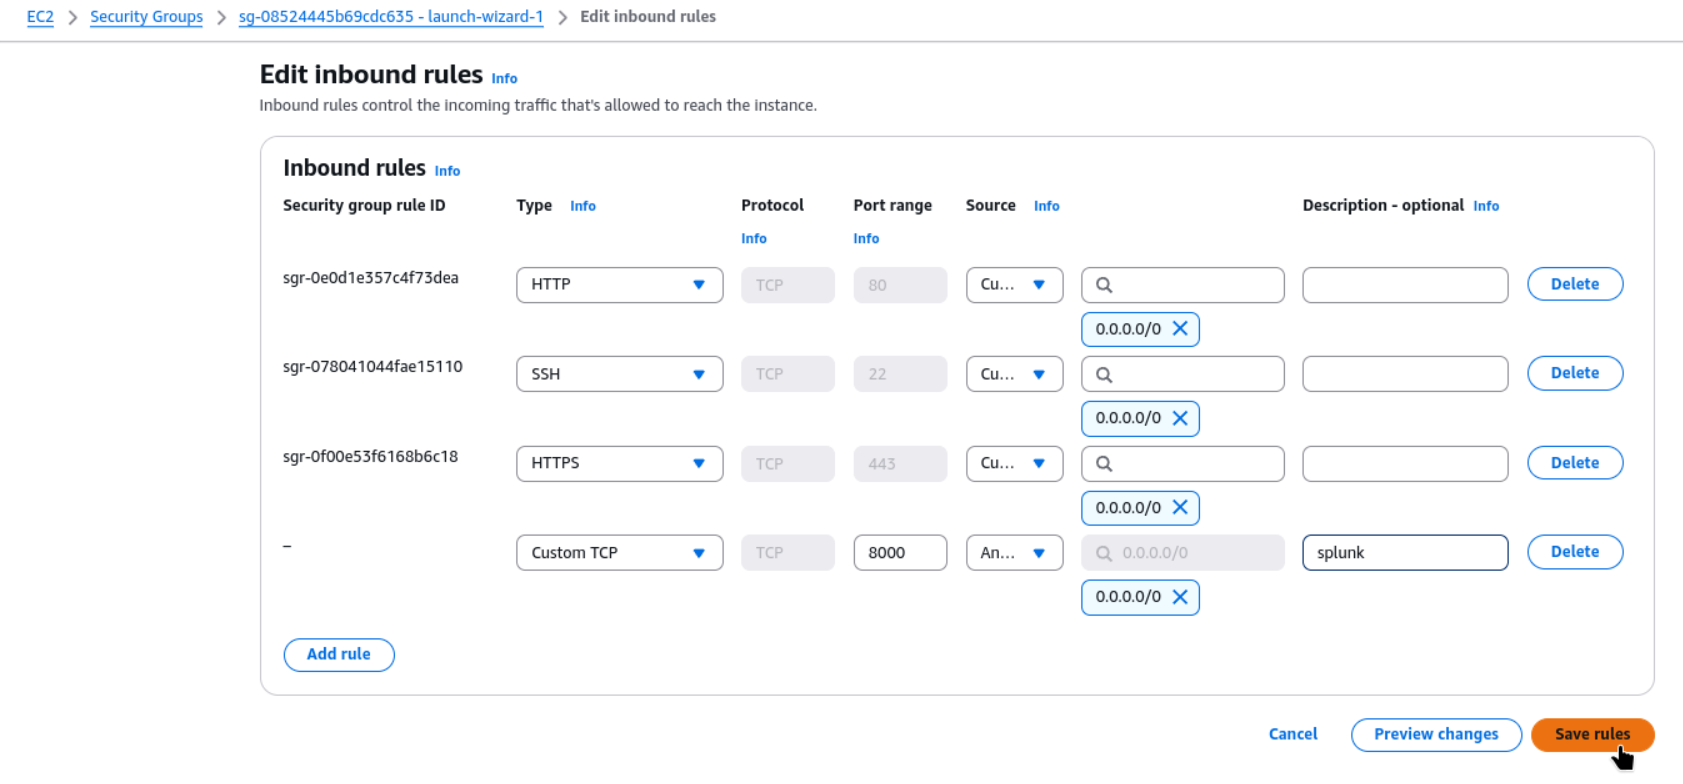 EC2 > Security Groups > sg-08524445b69cdc635 - launch-wizard-1 > Edit inbound rules
Edit inbound rules Info
Inbound rules control the incoming traffic that's allowed to reach the instance.
Inbound rules Info
Security group rule ID Type Info Protocol Info Port range Info Source Info Description - optional Info
sgr-0e0d1e357c4f73dea HTTP TCP 80 Cu... Delete
0.0.0.0/0
sgr-078041044fae15110 SSH TCP 22 Cu... Delete
0.0.0.0/0
sgr-0f00e53f6168b6c18 HTTPS TCP 443 Cu... Delete
0.0.0.0/0
– Custom TCP TCP 8000 An... 0.0.0.0/0 splunk Delete
0.0.0.0/0
Add rule
Cancel Preview changes Save rules